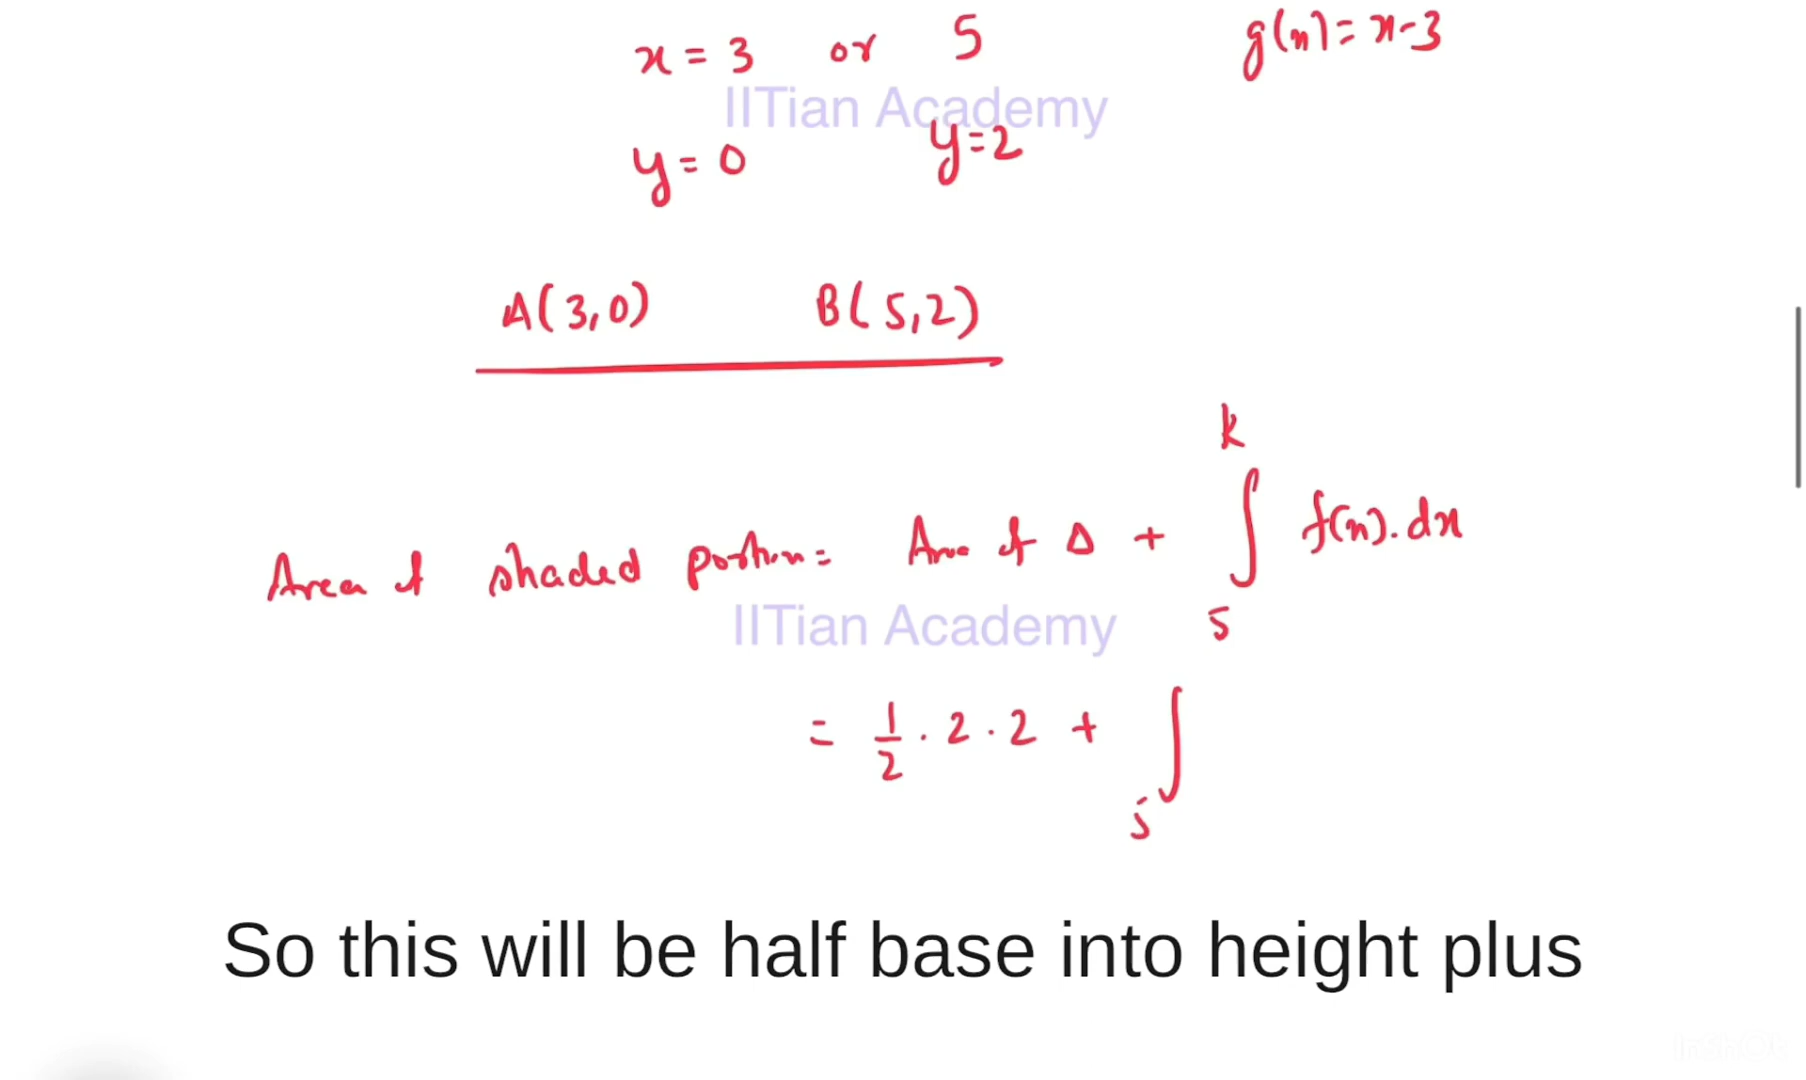 x = 3 or 5
g(x) = x-3
IITian Academy
y = 0 y = 2
A(3,0) B(5,2)
k
Area of shaded portion = Area of Δ + ∫ f(x).dx
5
IITian Academy
= 1/2 . 2 . 2 + ∫
5
So this will be half base into height plus
InShOt